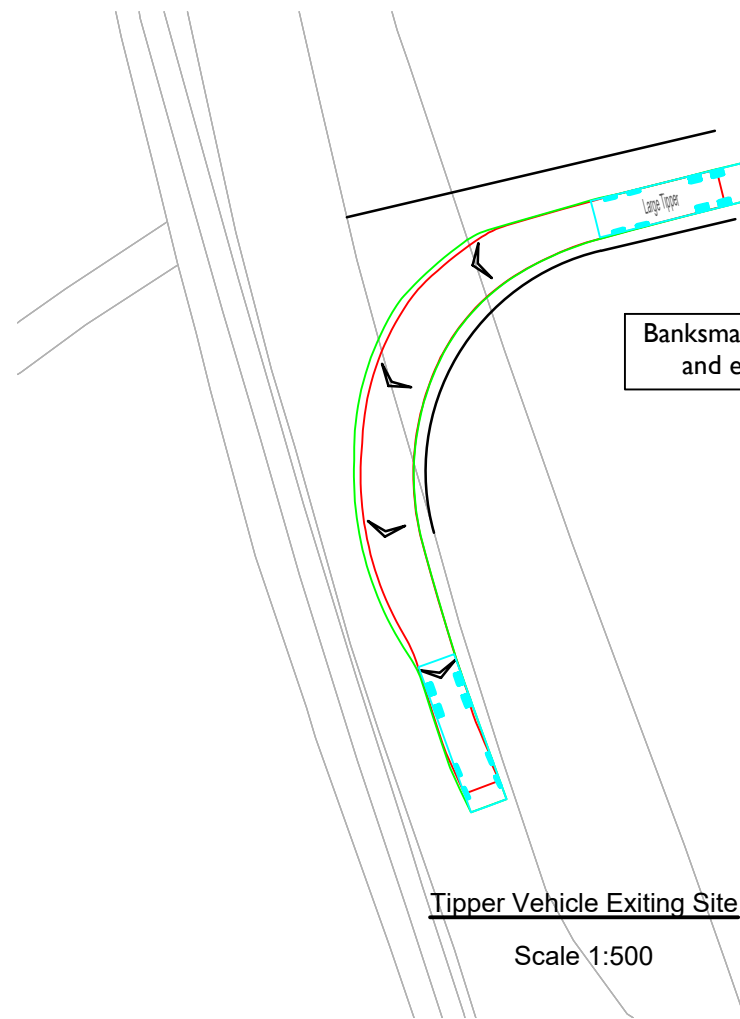 Large Tipper
Banksma
and e
Tipper Vehicle Exiting Site
Scale 1:500